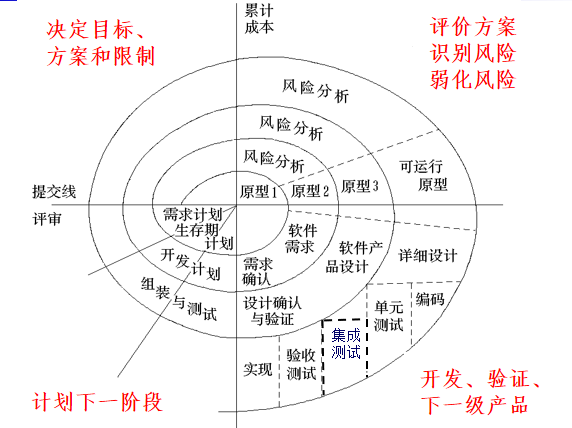 决定目标、
方案和限制
累计
成本
评价方案
识别风险
弱化风险
风险分析
风险分析
风险分析
可运行
原型
提交线
原型1
原型2
原型3
评审
需求计划
生存期
计划
软件
需求
开发计划
需求
确认
软件产
品设计
详细设计
组装与测试
设计确认
与验证
单元
测试
编码
集成
测试
实现
验收
测试
计划下一阶段
开发、验证、
下一级产品